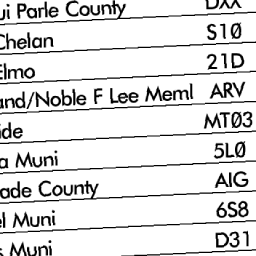 ui Parle County DXX
Chelan S10
Elmo 21D
and/Noble F Lee Meml ARV
ide MT03
a Muni 5L0
ade County AIG
el Muni 6S8
s Muni D31